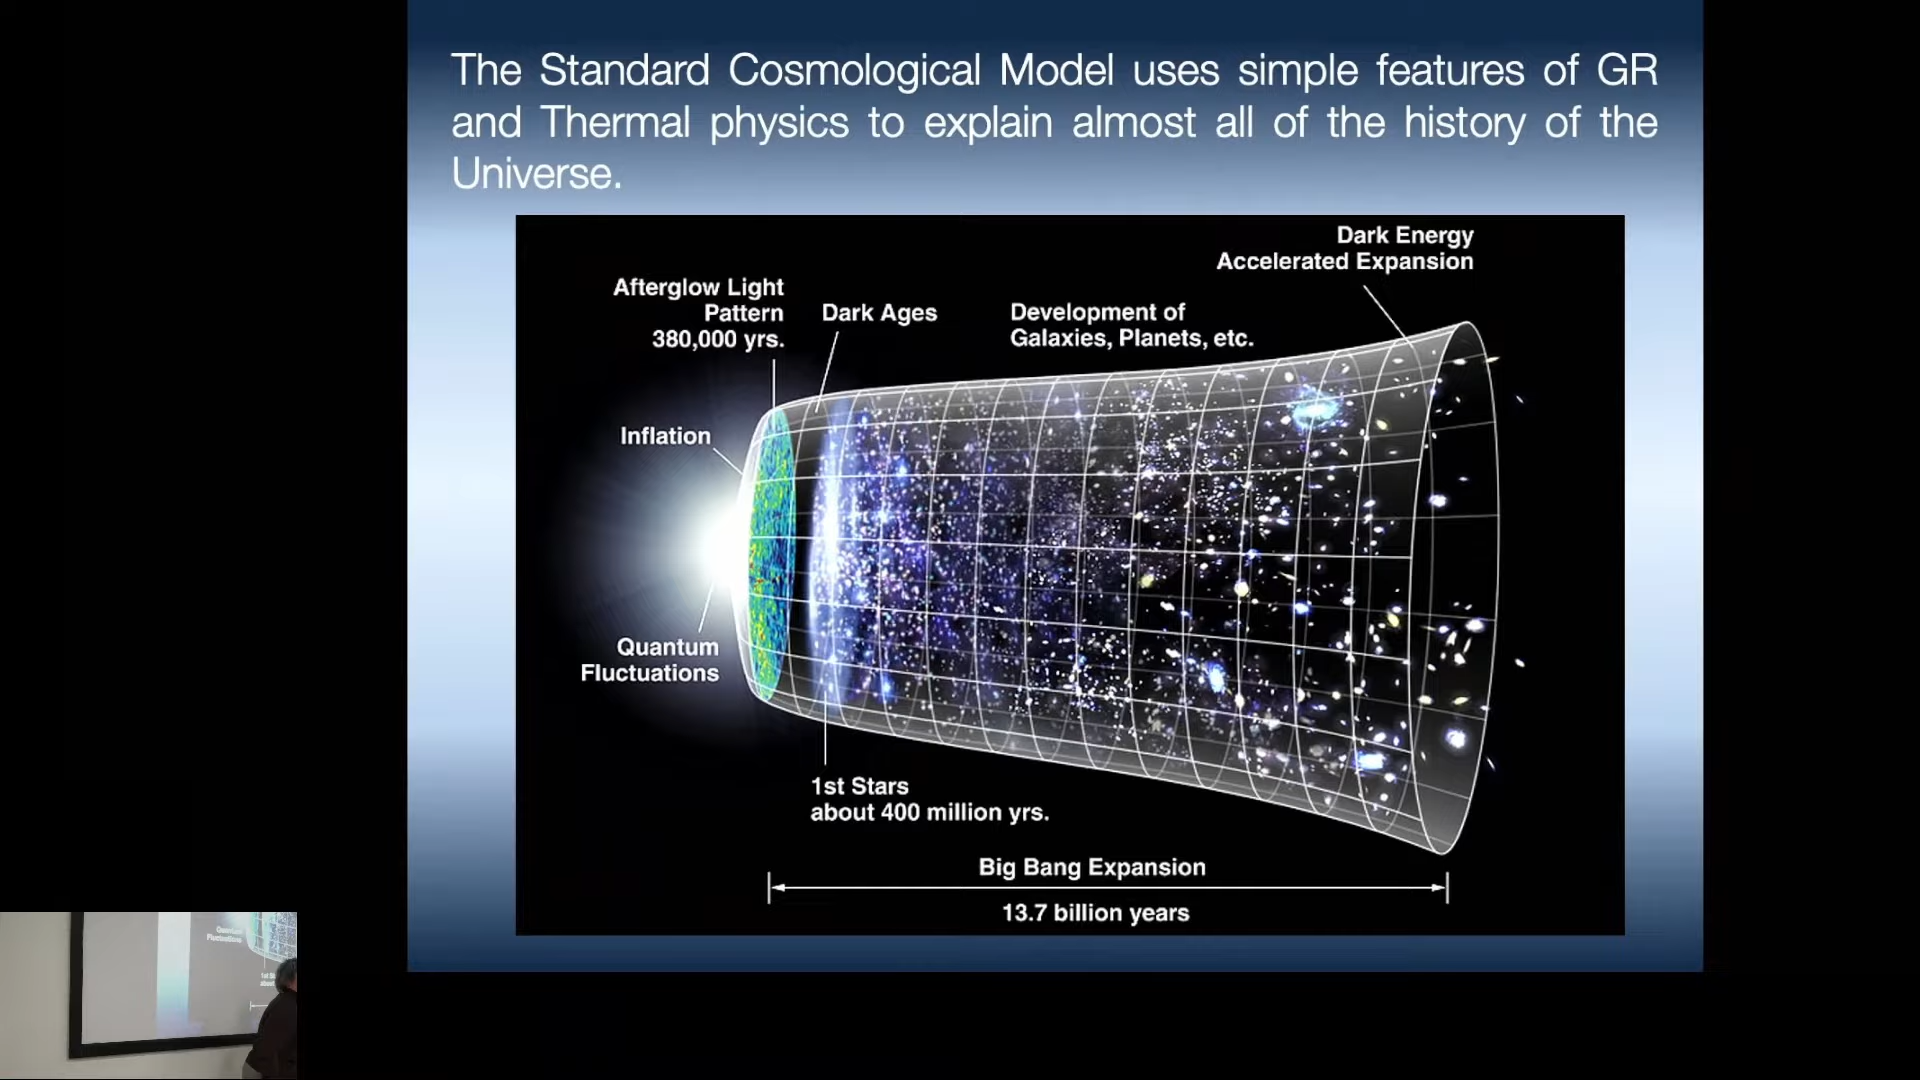 The Standard Cosmological Model uses simple features of GR
and Thermal physics to explain almost all of the history of the
Universe.
Dark Energy
Accelerated Expansion
Afterglow Light
Pattern
380,000 yrs.
Dark Ages
Development of
Galaxies, Planets, etc.
Inflation
Quantum
Fluctuations
1st Stars
about 400 million yrs.
Big Bang Expansion
13.7 billion years
Quantum
Fluctuations